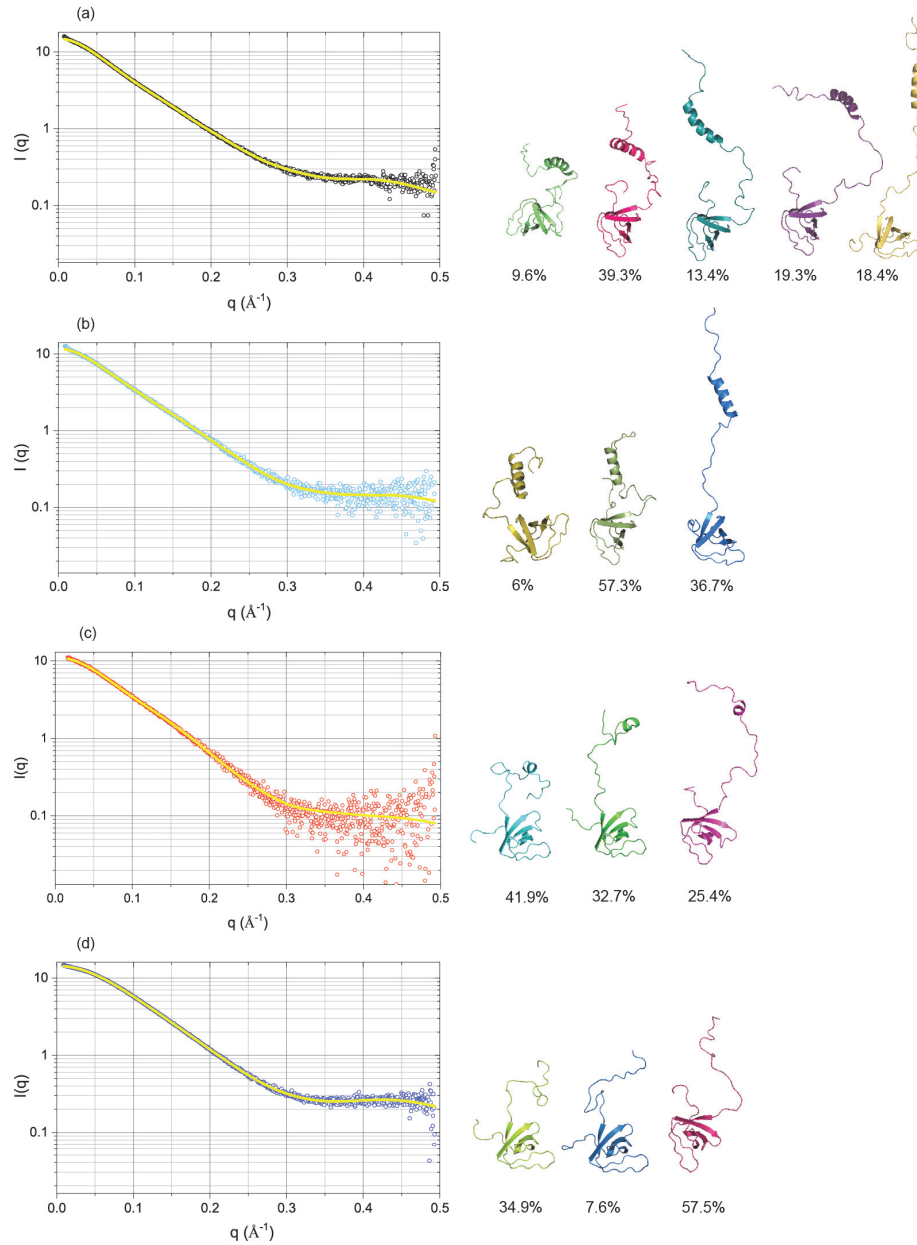 (a)
I (q)
10
1
0.1
0.0 0.1 0.2 0.3 0.4 0.5
q (Å⁻¹)
9.6% 39.3% 13.4% 19.3% 18.4%
(b)
I (q)
10
1
0.1
0.0 0.1 0.2 0.3 0.4 0.5
q (Å⁻¹)
6% 57.3% 36.7%
(c)
I(q)
10
1
0.1
0.0 0.1 0.2 0.3 0.4 0.5
q (Å⁻¹)
41.9% 32.7% 25.4%
(d)
I(q)
10
1
0.1
0.0 0.1 0.2 0.3 0.4 0.5
q (Å⁻¹)
34.9% 7.6% 57.5%